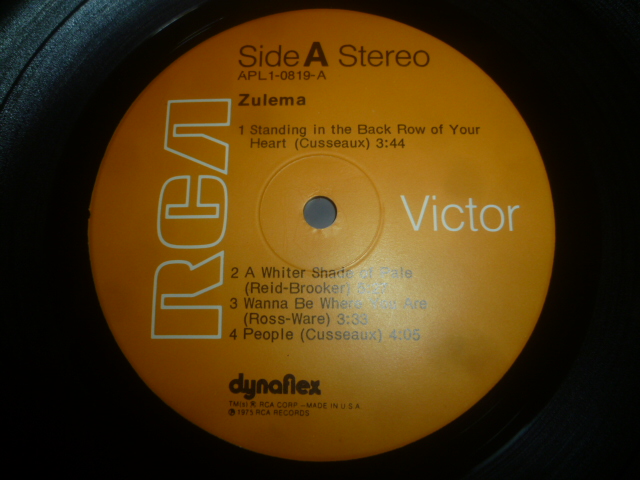 Side A Stereo
APL1-0819-A
Zulema
1 Standing in the Back Row of Your
Heart (Cusseaux) 3:44
RCA
Victor
2 A Whiter Shade of Pale
(Reid-Brooker)
3 Wanna Be Where You Are
(Ross-Ware) 3:33
4 People (Cusseaux) 4:05
dynaflex
TM(s) ® RCA CORP.—MADE IN U.S.A.
℗ 1975 RCA RECORDS